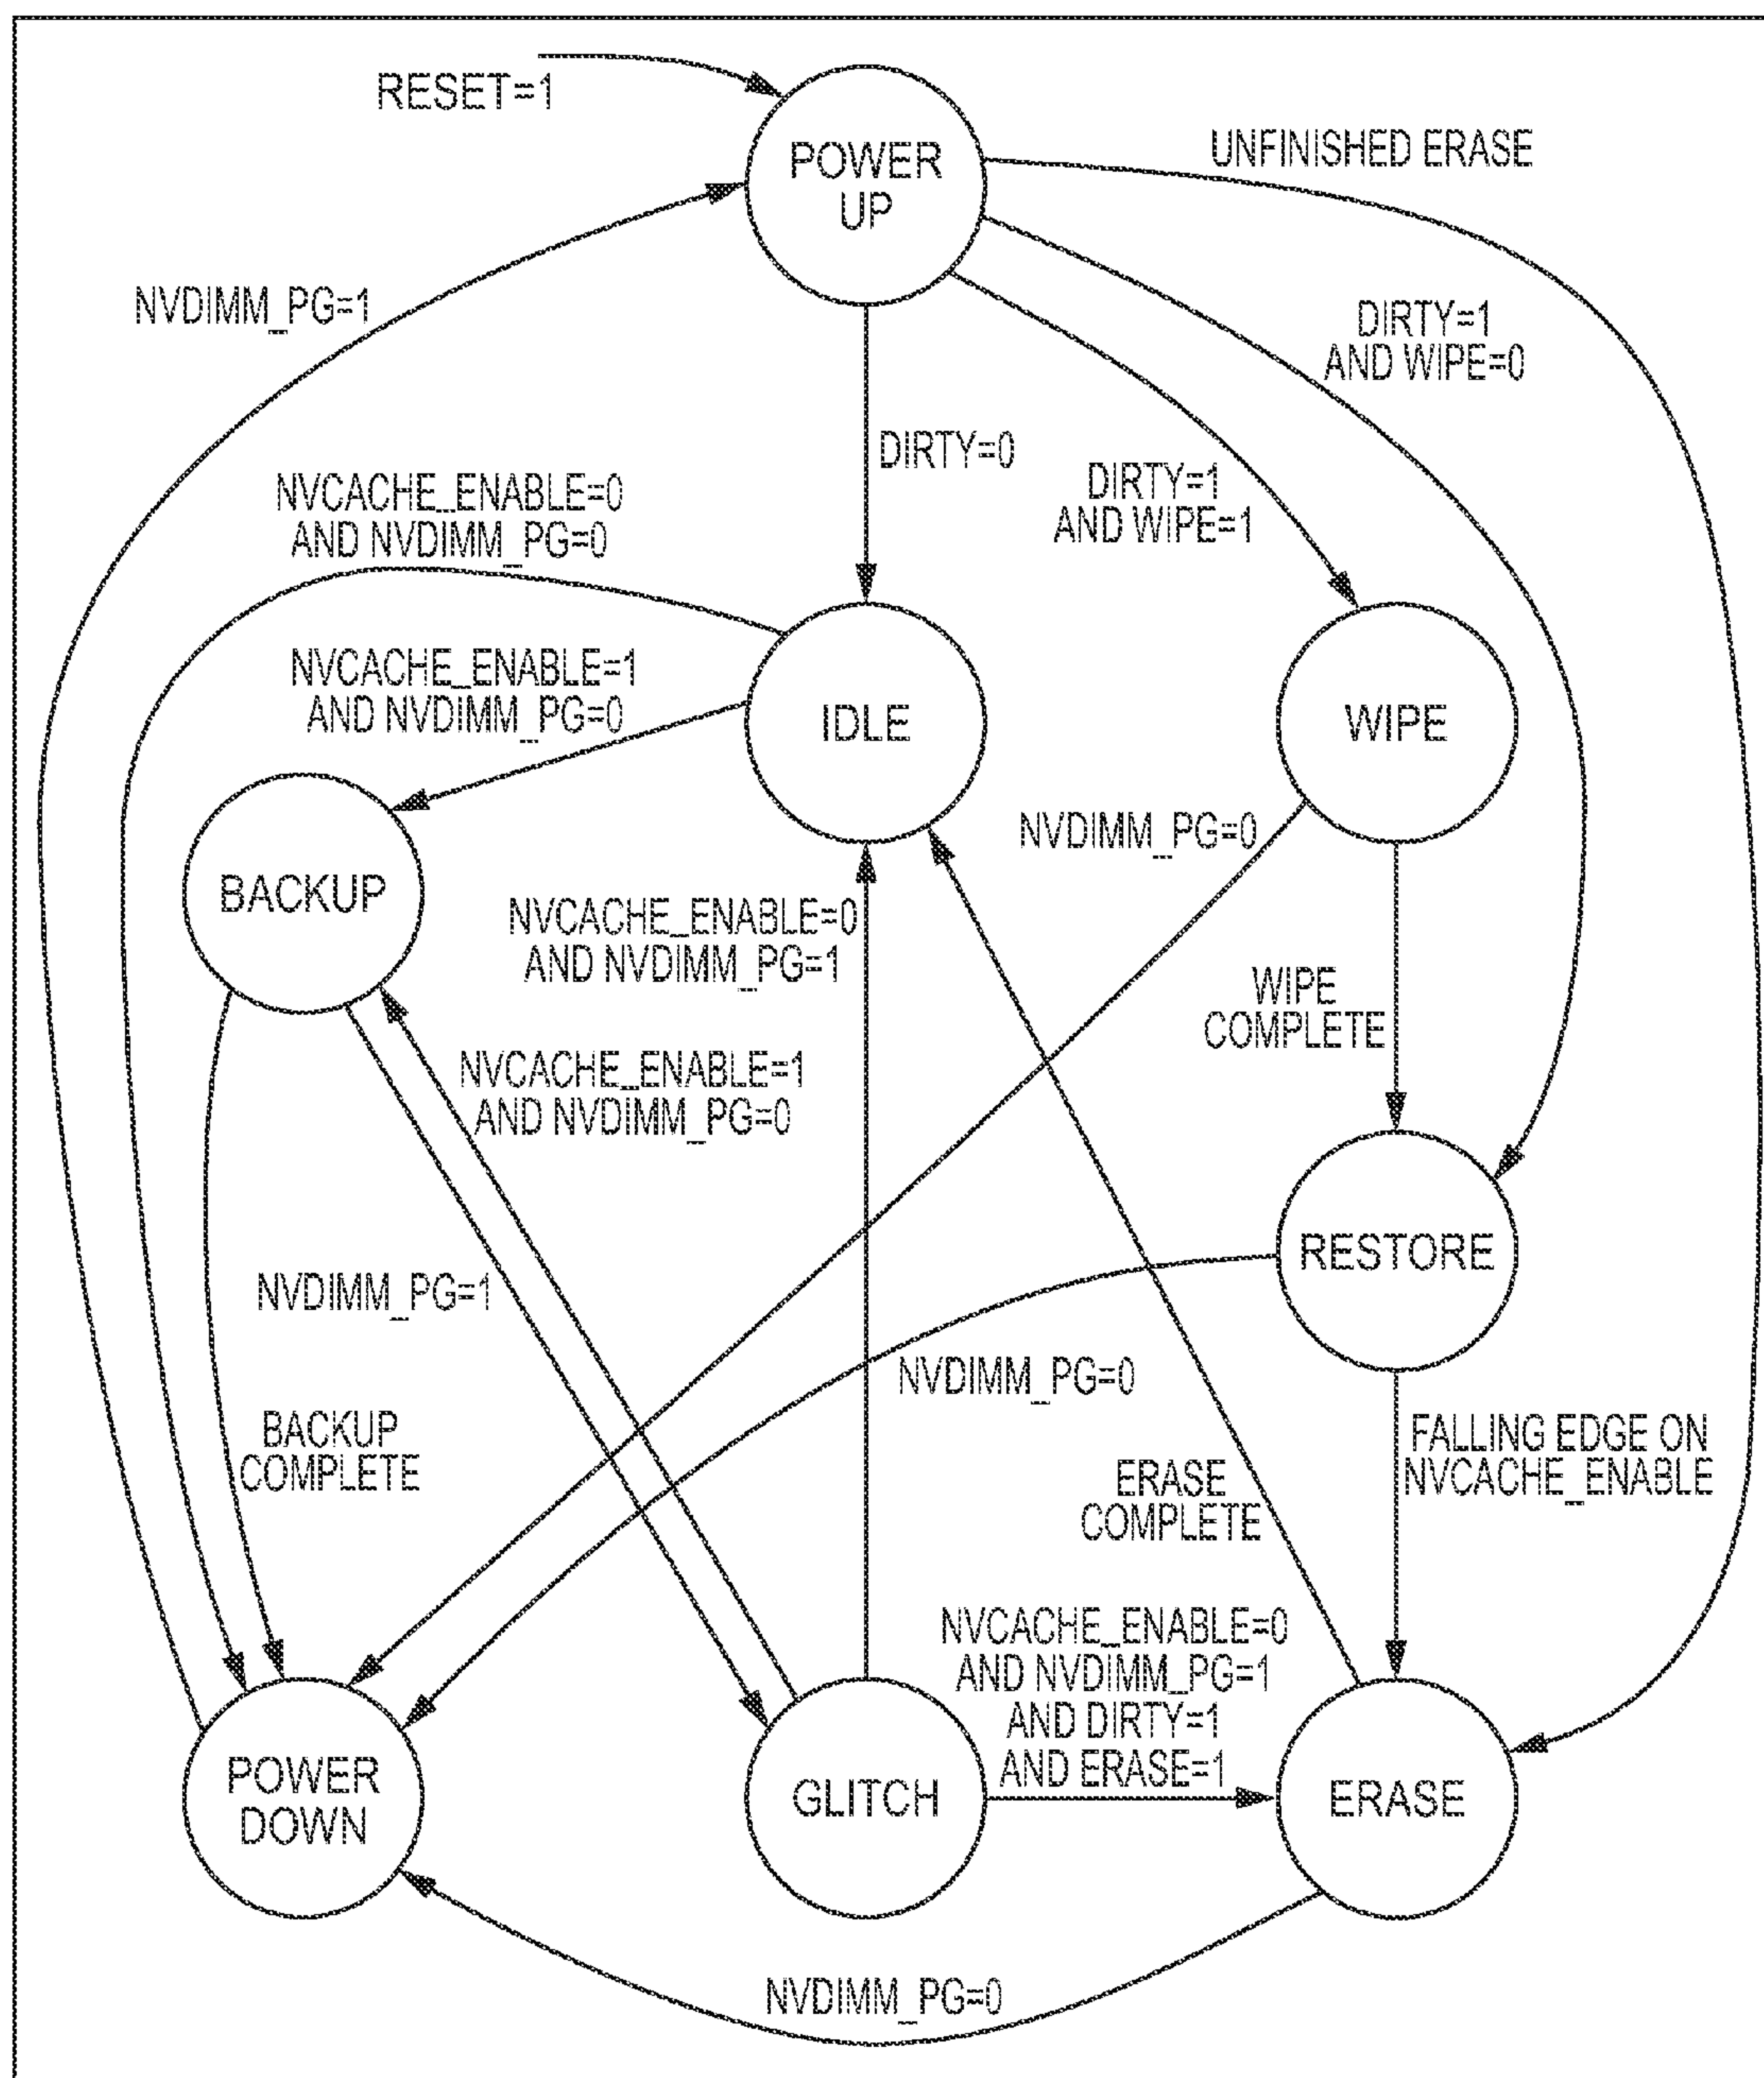 RESET=1
POWER
UP
UNFINISHED ERASE
NVDIMM_PG=1
DIRTY=1
AND WIPE=0
DIRTY=0
DIRTY=1
AND WIPE=1
NVCACHE_ENABLE=0
AND NVDIMM_PG=0
NVCACHE_ENABLE=1
AND NVDIMM_PG=0
IDLE
WIPE
NVDIMM_PG=0
BACKUP
NVCACHE_ENABLE=0
AND NVDIMM_PG=1
WIPE
COMPLETE
NVCACHE_ENABLE=1
AND NVDIMM_PG=0
RESTORE
NVDIMM_PG=1
NVDIMM_PG=0
BACKUP
COMPLETE
FALLING EDGE ON
NVCACHE_ENABLE
ERASE
COMPLETE
NVCACHE_ENABLE=0
AND NVDIMM_PG=1
AND DIRTY=1
AND ERASE=1
POWER
DOWN
GLITCH
ERASE
NVDIMM_PG=0